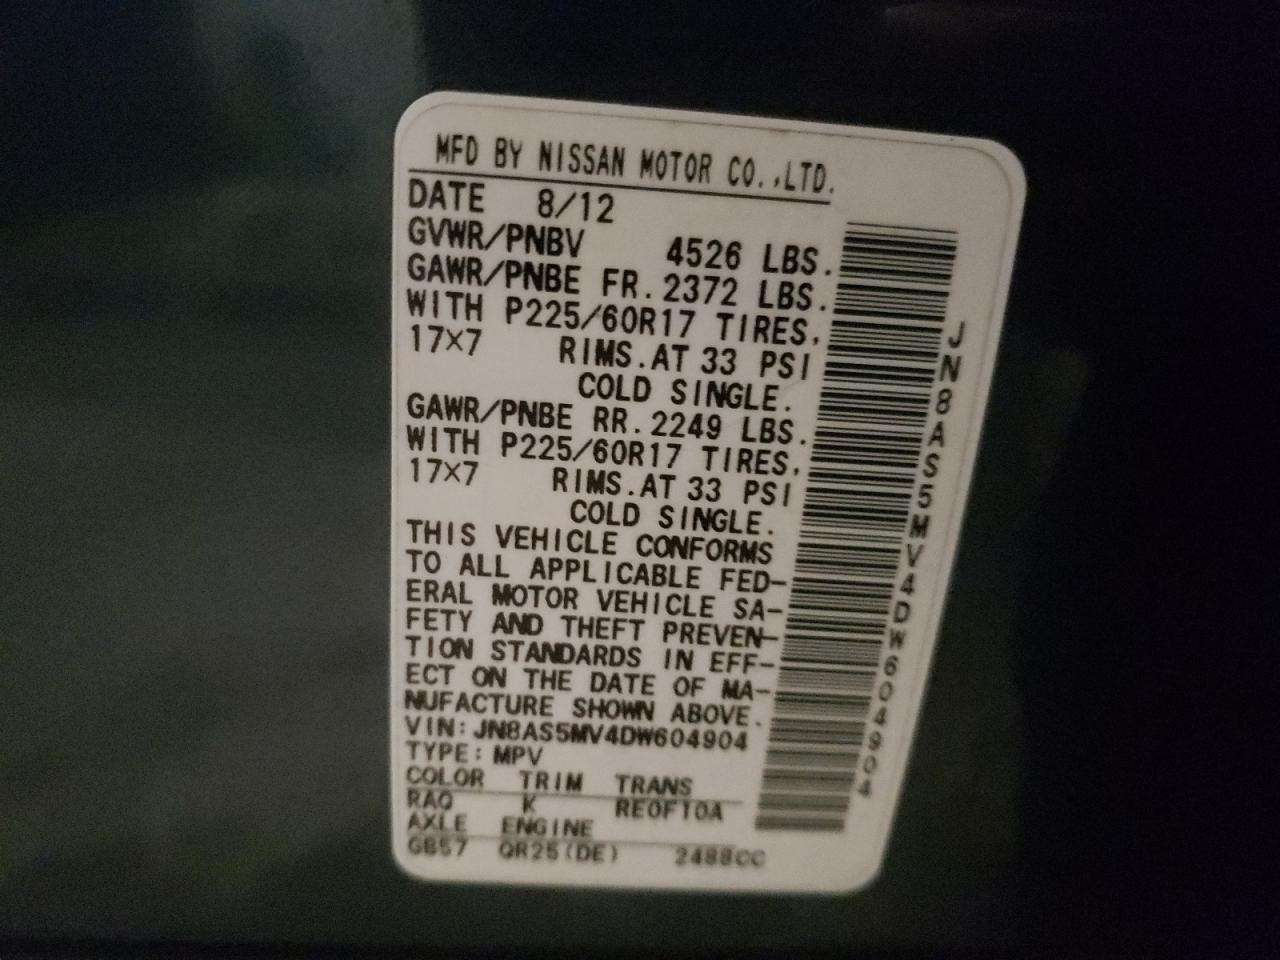 MFD BY NISSAN MOTOR CO.,LTD.
DATE 8/12
GVWR/PNBV 4526 LBS.
GAWR/PNBE FR. 2372 LBS.
WITH P225/60R17 TIRES,
17×7 RIMS.AT 33 PSI
COLD SINGLE.
GAWR/PNBE RR. 2249 LBS.
WITH P225/60R17 TIRES,
17×7 RIMS.AT 33 PSI
COLD SINGLE.
THIS VEHICLE CONFORMS
TO ALL APPLICABLE FED-
ERAL MOTOR VEHICLE SA-
FETY AND THEFT PREVEN-
TION STANDARDS IN EFF-
ECT ON THE DATE OF MA-
NUFACTURE SHOWN ABOVE.
VIN: JN8AS5MV4DW604904
TYPE: MPV
COLOR TRIM TRANS
RAQ K RE0F10A
AXLE ENGINE
GB57 QR25(DE) 2488CC
JN8AS5MV4DW604904